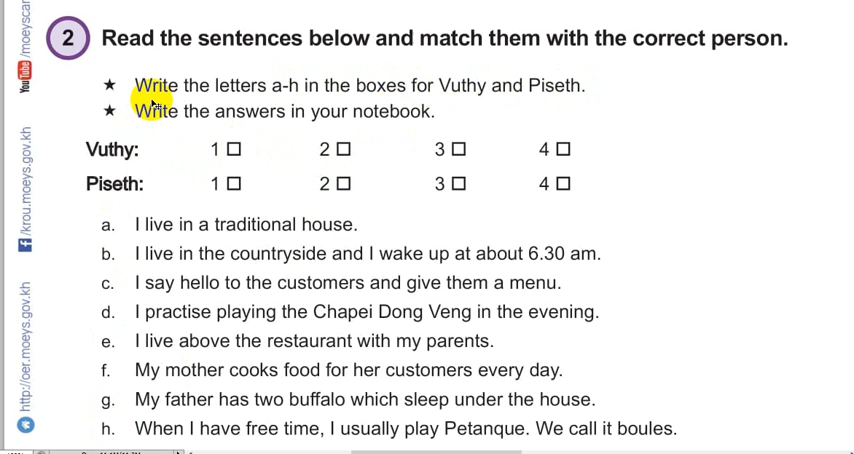 2 Read the sentences below and match them with the correct person.
★ Write the letters a-h in the boxes for Vuthy and Piseth.
★ Write the answers in your notebook.
Vuthy: 1 □ 2 □ 3 □ 4 □
Piseth: 1 □ 2 □ 3 □ 4 □
a. I live in a traditional house.
b. I live in the countryside and I wake up at about 6.30 am.
c. I say hello to the customers and give them a menu.
d. I practise playing the Chapei Dong Veng in the evening.
e. I live above the restaurant with my parents.
f. My mother cooks food for her customers every day.
g. My father has two buffalo which sleep under the house.
h. When I have free time, I usually play Petanque. We call it boules.
http://oer.moeys.gov.kh
f /krou.moeys.gov.kh
YouTube